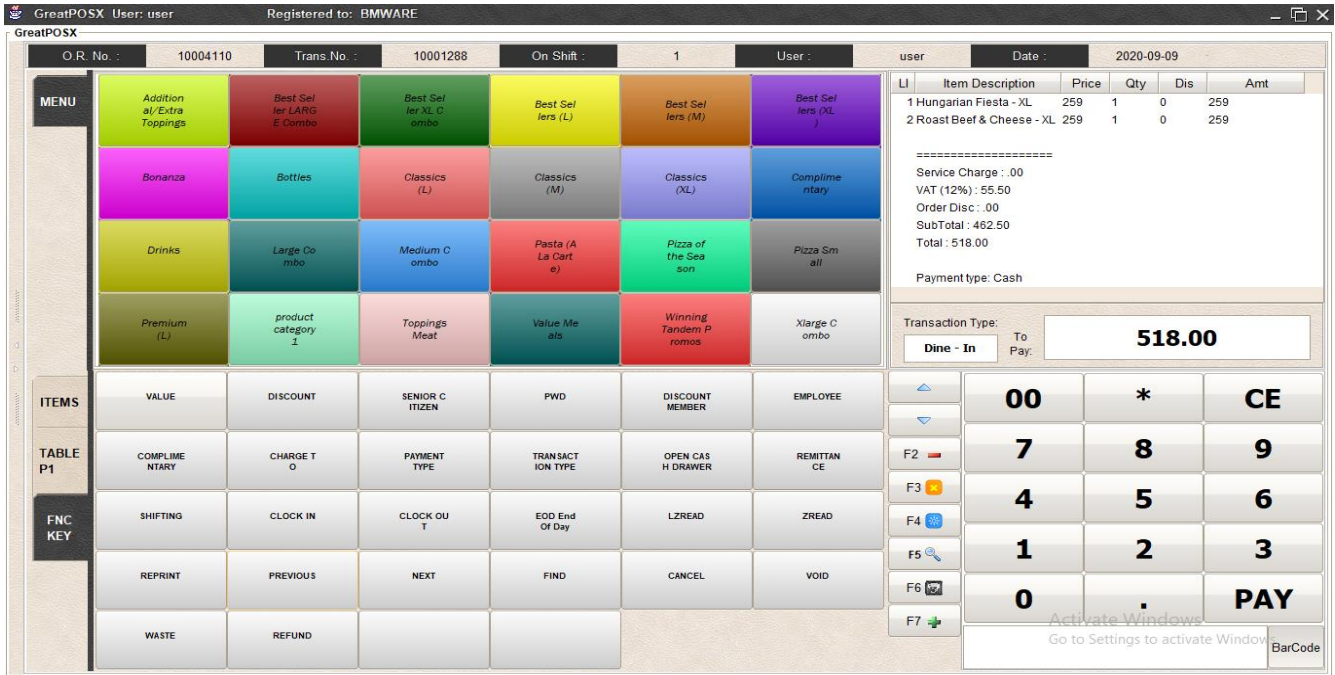 GreatPOSX User: user Registered to: BMWARE
GreatPOSX
O.R. No. : 10004110 Trans.No. : 10001288 On Shift : 1 User : user Date : 2020-09-09
MENU
Addition
al/Extra
Toppings
Best Sel
ler LARG
E Combo
Best Sel
ler XL C
ombo
Best Sel
lers (L)
Best Sel
lers (M)
Best Sel
lers (XL
)
Bonanza
Bottles
Classics
(L)
Classics
(M)
Classics
(XL)
Complime
ntary
Drinks
Large Co
mbo
Medium C
ombo
Pasta (A
La Cart
e)
Pizza of
the Sea
son
Pizza Sm
all
Premium
(L)
product
category
1
Toppings
Meat
Value Me
als
Winning
Tandem P
romos
Xlarge C
ombo
LI Item Description Price Qty Dis Amt
1 Hungarian Fiesta - XL 259 1 0 259
2 Roast Beef & Cheese - XL 259 1 0 259
====================
Service Charge : .00
VAT (12%) : 55.50
Order Disc : .00
SubTotal : 462.50
Total : 518.00
Payment type: Cash
Transaction Type:
Dine - In
To
Pay:
518.00
ITEMS
TABLE
P1
FNC
KEY
VALUE
DISCOUNT
SENIOR C
ITIZEN
PWD
DISCOUNT
MEMBER
EMPLOYEE
COMPLIME
NTARY
CHARGE T
O
PAYMENT
TYPE
TRANSACT
ION TYPE
OPEN CAS
H DRAWER
REMITTAN
CE
SHIFTING
CLOCK IN
CLOCK OU
T
EOD End
Of Day
LZREAD
ZREAD
REPRINT
PREVIOUS
NEXT
FIND
CANCEL
VOID
WASTE
REFUND
F2
F3
F4
F5
F6
F7
00 * CE
7 8 9
4 5 6
1 2 3
0 . PAY
Activate Windows
Go to Settings to activate Windows
BarCode